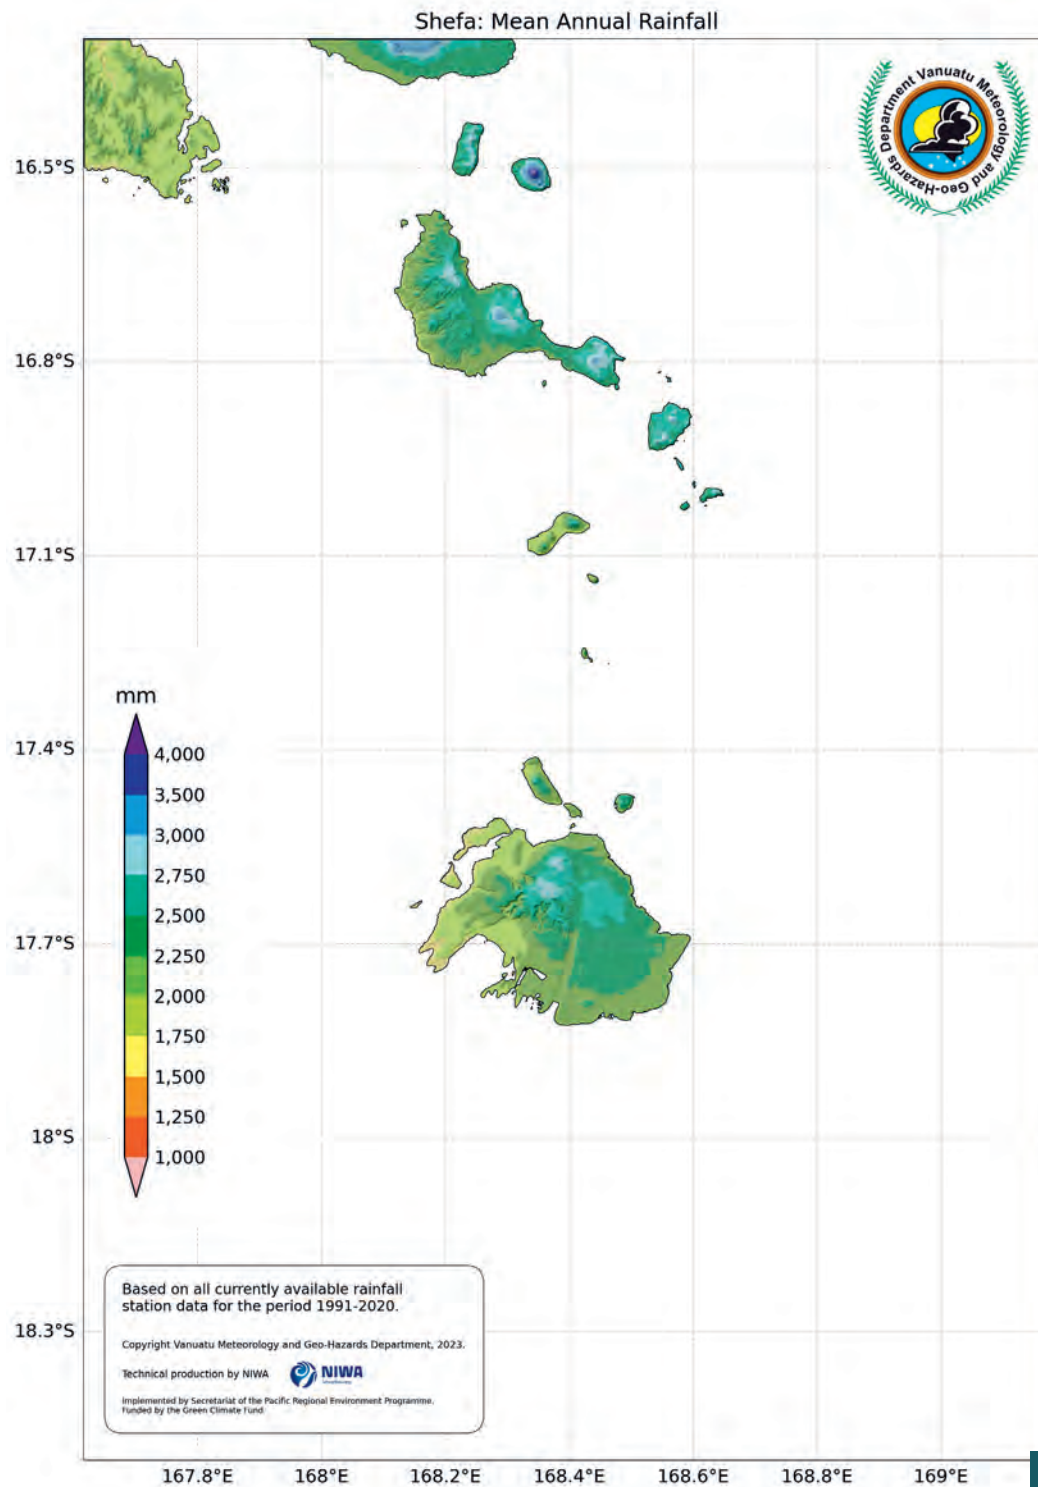 Shefa: Mean Annual Rainfall
Vanuatu Meteorology and Geo-Hazards Department
16.5°S
16.8°S
17.1°S
mm
17.4°S
4,000
3,500
3,000
2,750
2,500
2,250
17.7°S
2,000
1,750
1,500
1,250
18°S
1,000
Based on all currently available rainfall
station data for the period 1991-2020.
18.3°S
Copyright Vanuatu Meteorology and Geo-Hazards Department, 2023.
Technical production by NIWA NIWA
Implemented by Secretariat of the Pacific Regional Environment Programme.
Funded by the Green Climate Fund.
167.8°E 168°E 168.2°E 168.4°E 168.6°E 168.8°E 169°E